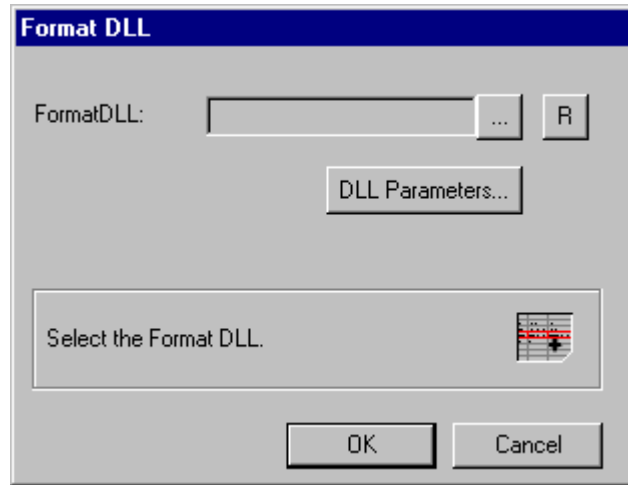 Format DLL
FormatDLL: ... R
DLL Parameters...
Select the Format DLL.
OK Cancel